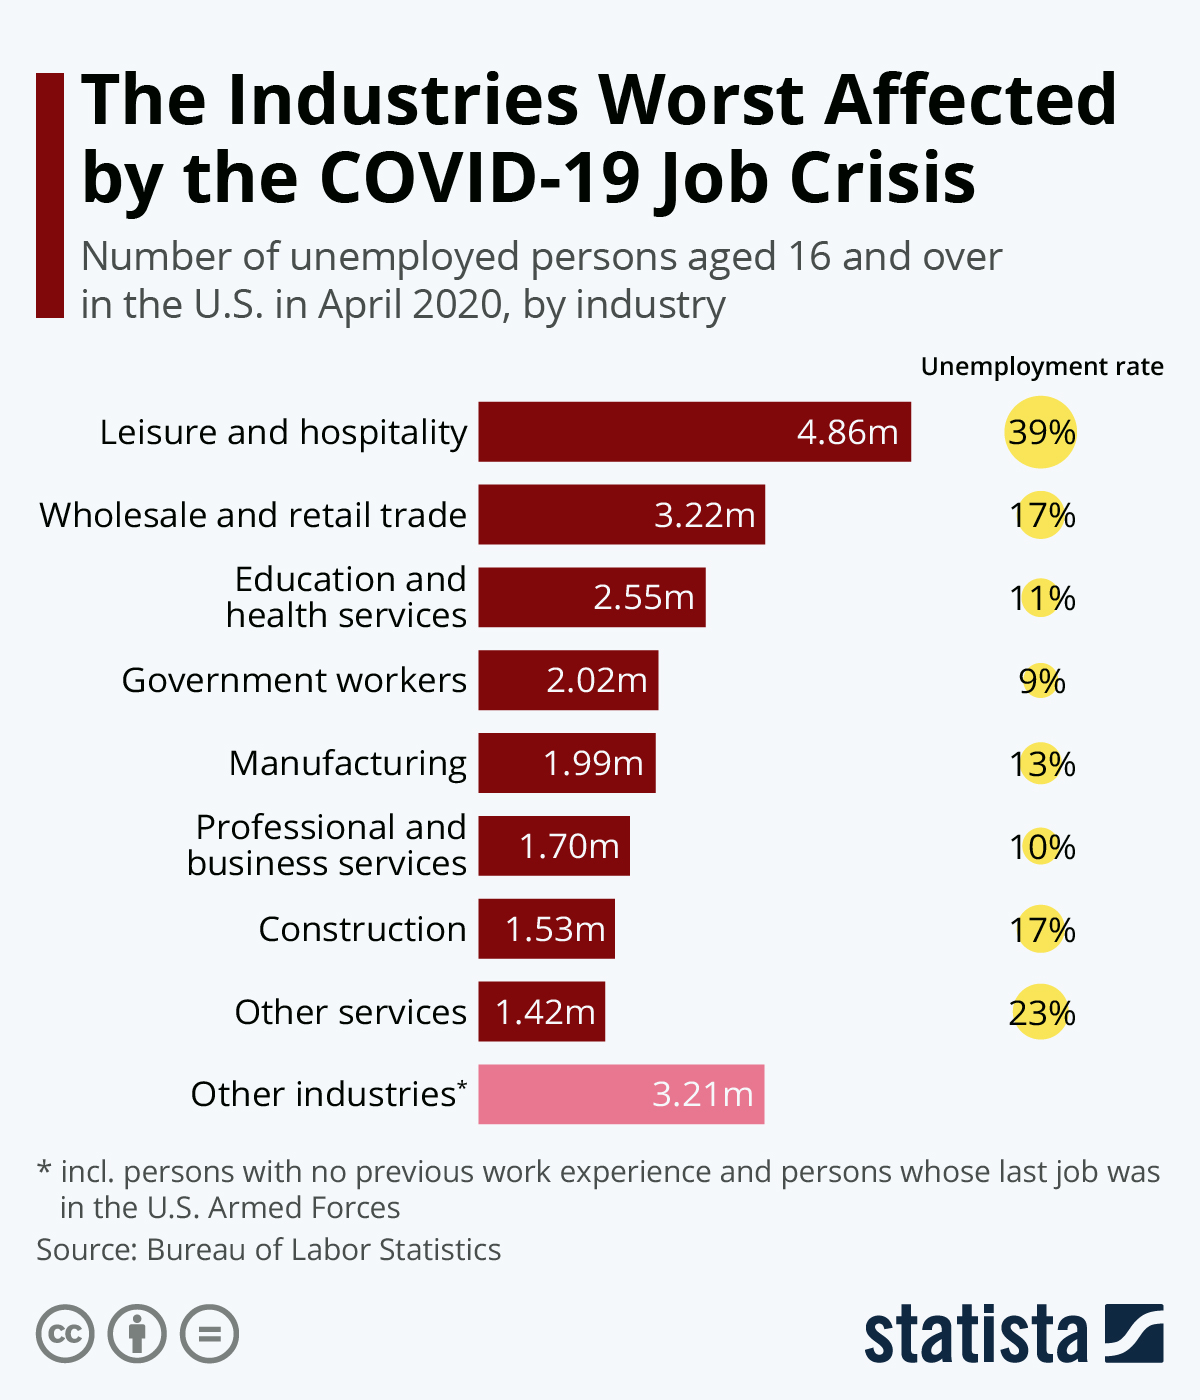 The Industries Worst Affected
by the COVID-19 Job Crisis
Number of unemployed persons aged 16 and over
in the U.S. in April 2020, by industry
Unemployment rate
Leisure and hospitality 4.86m 39%
Wholesale and retail trade 3.22m 17%
Education and
health services 2.55m 11%
Government workers 2.02m 9%
Manufacturing 1.99m 13%
Professional and
business services 1.70m 10%
Construction 1.53m 17%
Other services 1.42m 23%
Other industries* 3.21m
* incl. persons with no previous work experience and persons whose last job was
in the U.S. Armed Forces
Source: Bureau of Labor Statistics
cc = statista